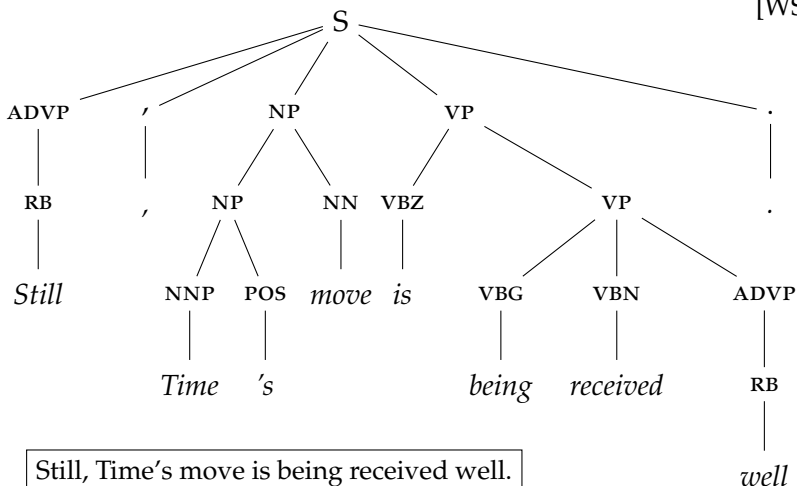 [WS
S
ADVP , NP VP .
RB , NP NN VBZ VP .
Still NNP POS move is VBG VBN ADVP
Time 's being received RB
Still, Time's move is being received well.
well